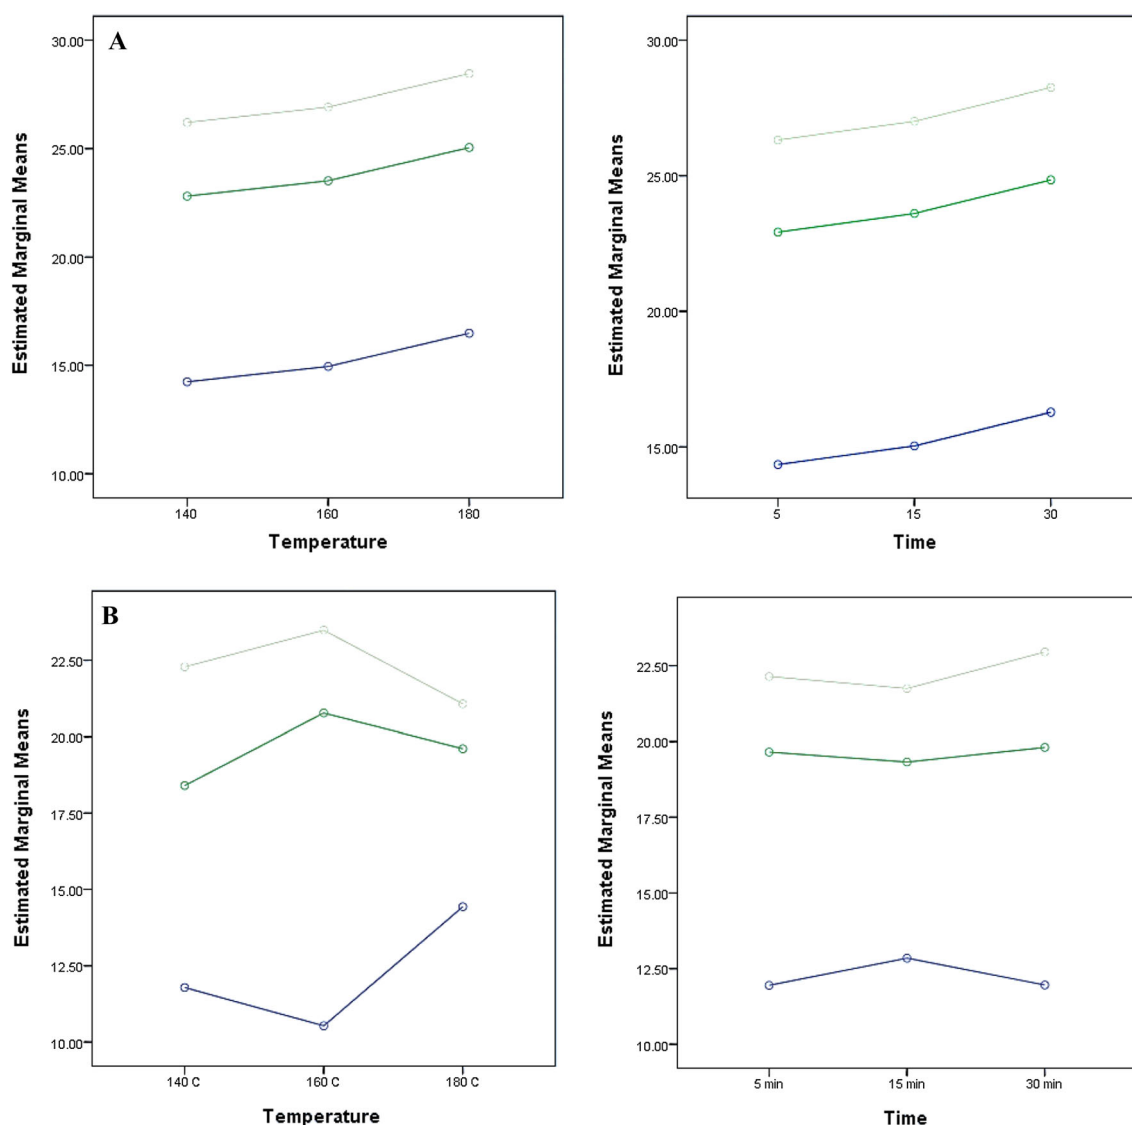 A
Estimated Marginal Means
30.00
25.00
20.00
15.00
10.00
140
160
180
Temperature
Estimated Marginal Means
30.00
25.00
20.00
15.00
5
15
30
Time
B
Estimated Marginal Means
22.50
20.00
17.50
15.00
12.50
10.00
140 C
160 C
180 C
Temperature
Estimated Marginal Means
22.50
20.00
17.50
15.00
12.50
10.00
5 min
15 min
30 min
Time